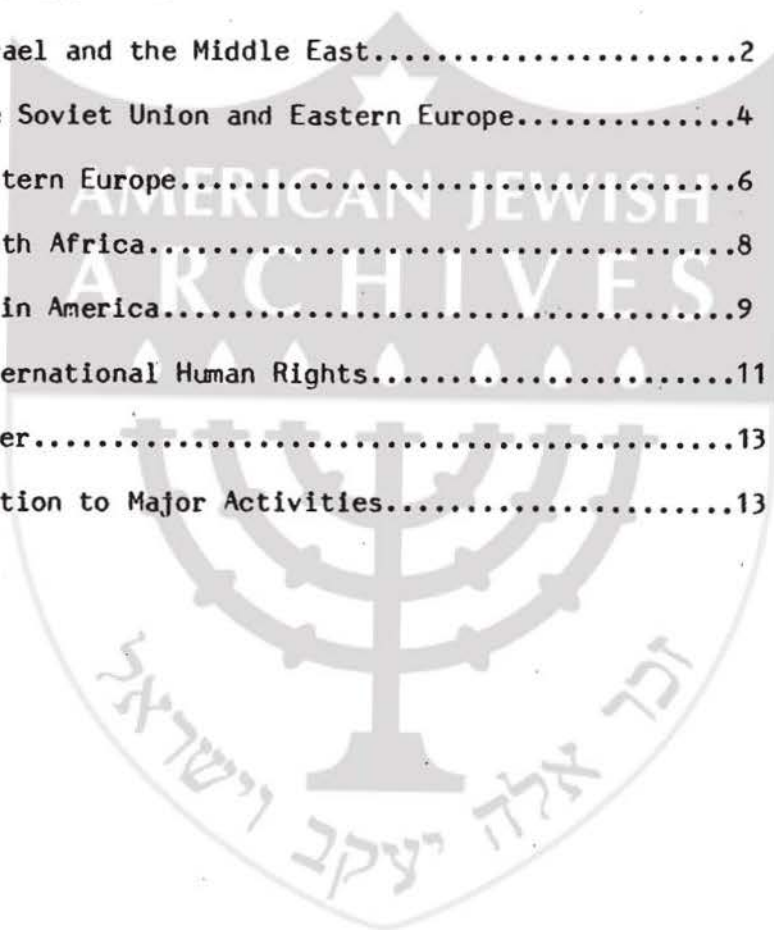 ael and the Middle East........................2
e Soviet Union and Eastern Europe..............4
tern Europe.....................................6
AMERICAN JEWISH
th Africa.......................................8
ARCHIVES
in America.....................................9
ernational Human Rights........................11
er..............................................13
tion to Major Activities.......................13
זכר אלה יעקב וישראל